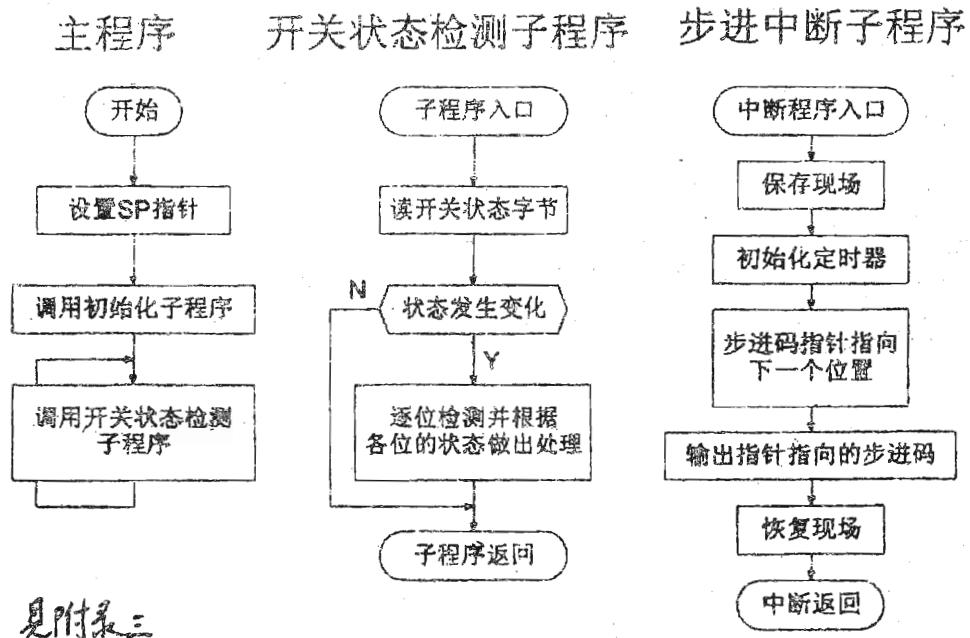 主程序
开始
设置SP指针
调用初始化子程序
调用开关状态检测
子程序
开关状态检测子程序
子程序入口
读开关状态字节
N
状态发生变化
Y
逐位检测并根据
各位的状态做出处理
子程序返回
步进中断子程序
中断程序入口
保存现场
初始化定时器
步进码指针指向
下一个位置
输出指针指向的步进码
恢复现场
中断返回
见附录三